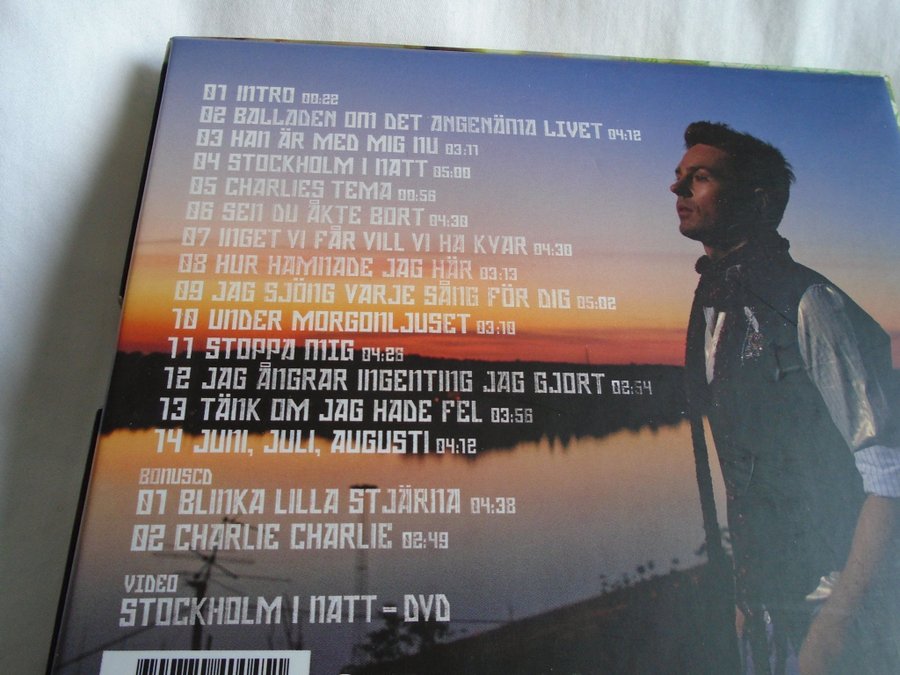 01 INTRO 00:22
02 BALLADEN OM DET ANGENÄMA LIVET 04:12
03 HAN ÄR MED MIG NU 03:11
04 STOCKHOLM I NATT 05:00
05 CHARLIES TEMA 00:56
06 SEN DU ÅKTE BORT 04:30
07 INGET VI FÅR VILL VI HA KVAR 04:30
08 HUR HAMNADE JAG HÄR 03:13
09 JAG SJÖNG VARJE SÅNG FÖR DIG 05:02
10 UNDER MORGONLJUSET 03:10
11 STOPPA MIG 04:28
12 JAG ÅNGRAR INGENTING JAG GJORT 02:54
13 TÄNK OM JAG HADE FEL 03:56
14 JUNI, JULI, AUGUSTI 04:12
BONUSCD
01 BLINKA LILLA STJÄRNA 04:38
02 CHARLIE CHARLIE 02:49
VIDEO
STOCKHOLM I NATT - DVD